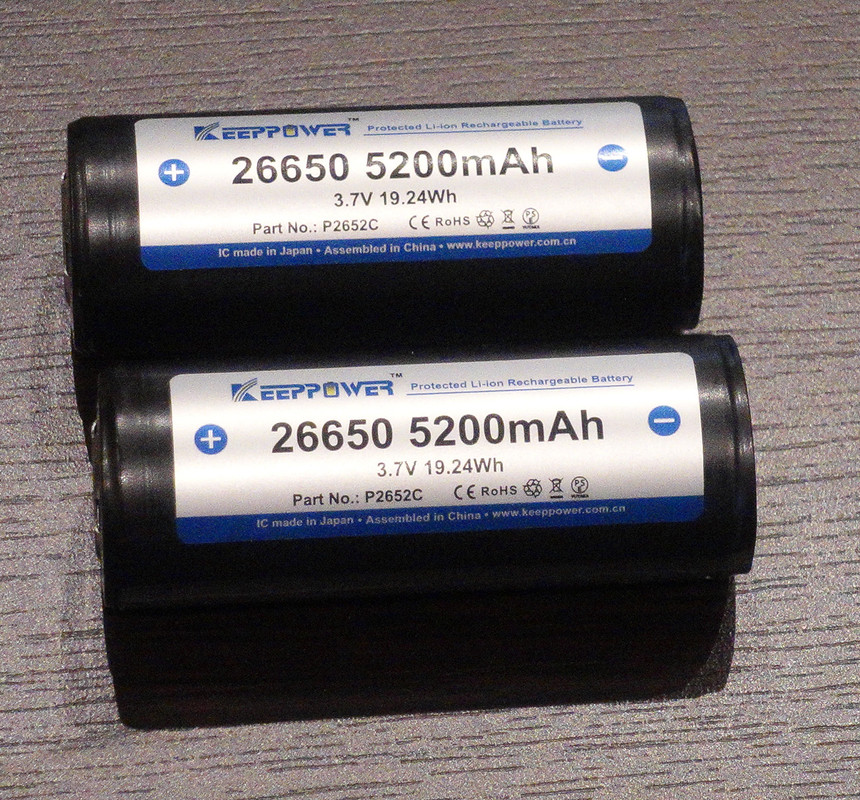 KEEPPOWER™ Protected Li-ion Rechargeable Battery
+ 26650 5200mAh −
3.7V 19.24Wh
Part No.: P2652C CE RoHS
IC made in Japan • Assembled in China • www.keeppower.com.cn
KEEPPOWER™ Protected Li-ion Rechargeable Battery
+ 26650 5200mAh −
3.7V 19.24Wh
Part No.: P2652C CE RoHS PS
IC made in Japan • Assembled in China • www.keeppower.com.cn